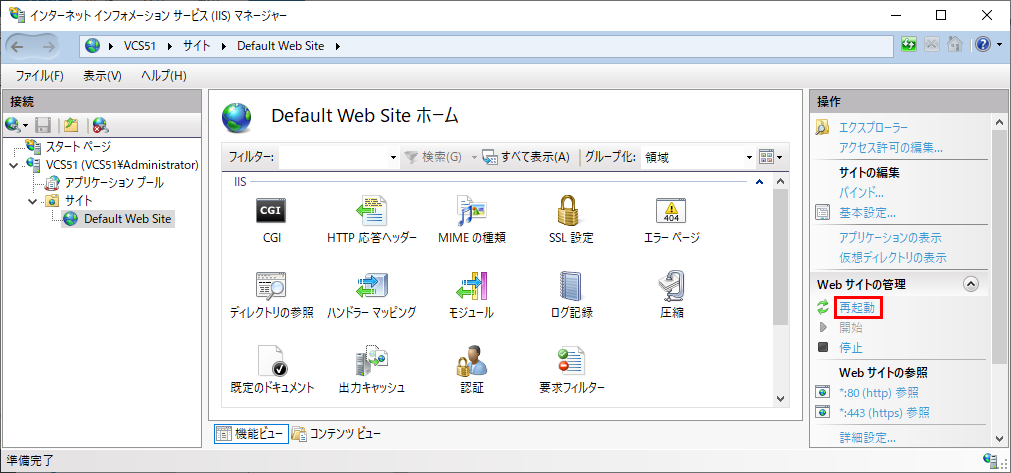 インターネット インフォメーション サービス (IIS) マネージャー
VCS51 サイト Default Web Site
ファイル(F) 表示(V) ヘルプ(H)
接続
スタート ページ
VCS51 (VCS51¥Administrator)
アプリケーション プール
サイト
Default Web Site
Default Web Site ホーム
フィルター: 検索(G) すべて表示(A) グループ化: 領域
IIS
CGI
CGI HTTP 応答ヘッダー MIME の種類 SSL 設定 エラー ページ
404
ディレクトリの参照 ハンドラー マッピング モジュール ログ記録 圧縮
既定のドキュメント 出力キャッシュ 認証 要求フィルター
機能ビュー コンテンツ ビュー
操作
エクスプローラー
アクセス許可の編集...
サイトの編集
バインド...
基本設定...
アプリケーションの表示
仮想ディレクトリの表示
Web サイトの管理
再起動
開始
停止
Web サイトの参照
*:80 (http) 参照
*:443 (https) 参照
詳細設定...
準備完了